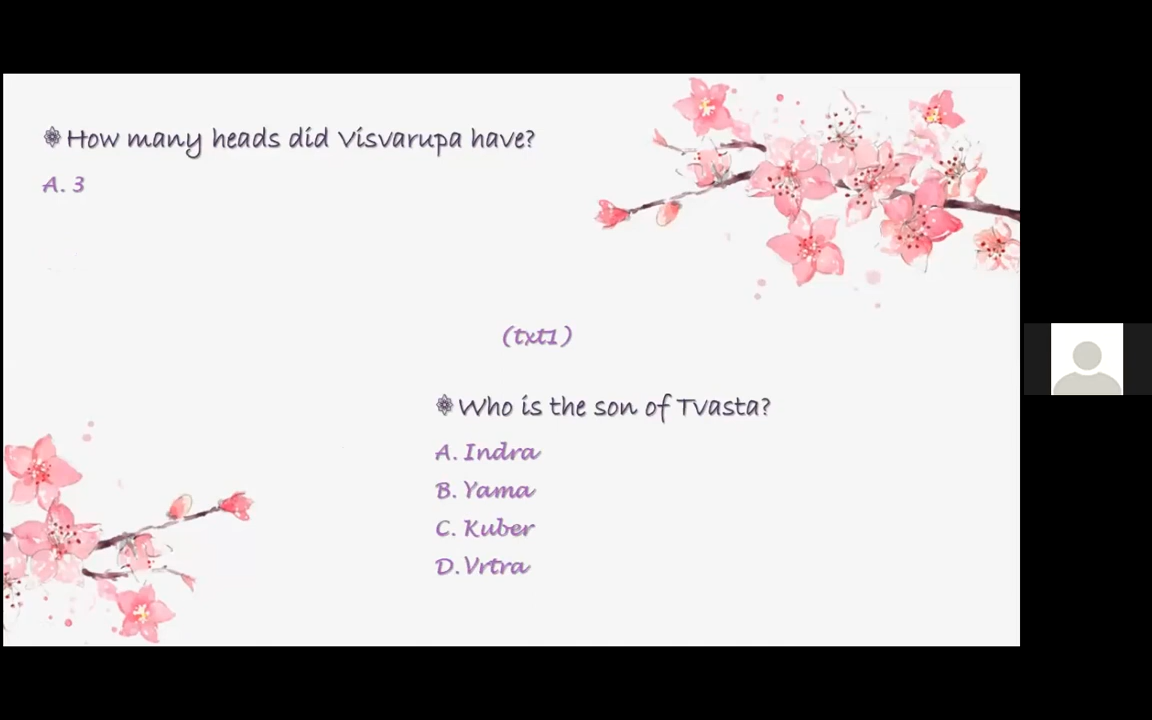 How many heads did Visvarupa have?
A. 3
(txt1)
Who is the son of Tvasta?
A. Indra
B. Yama
C. Kuber
D. Vrtra